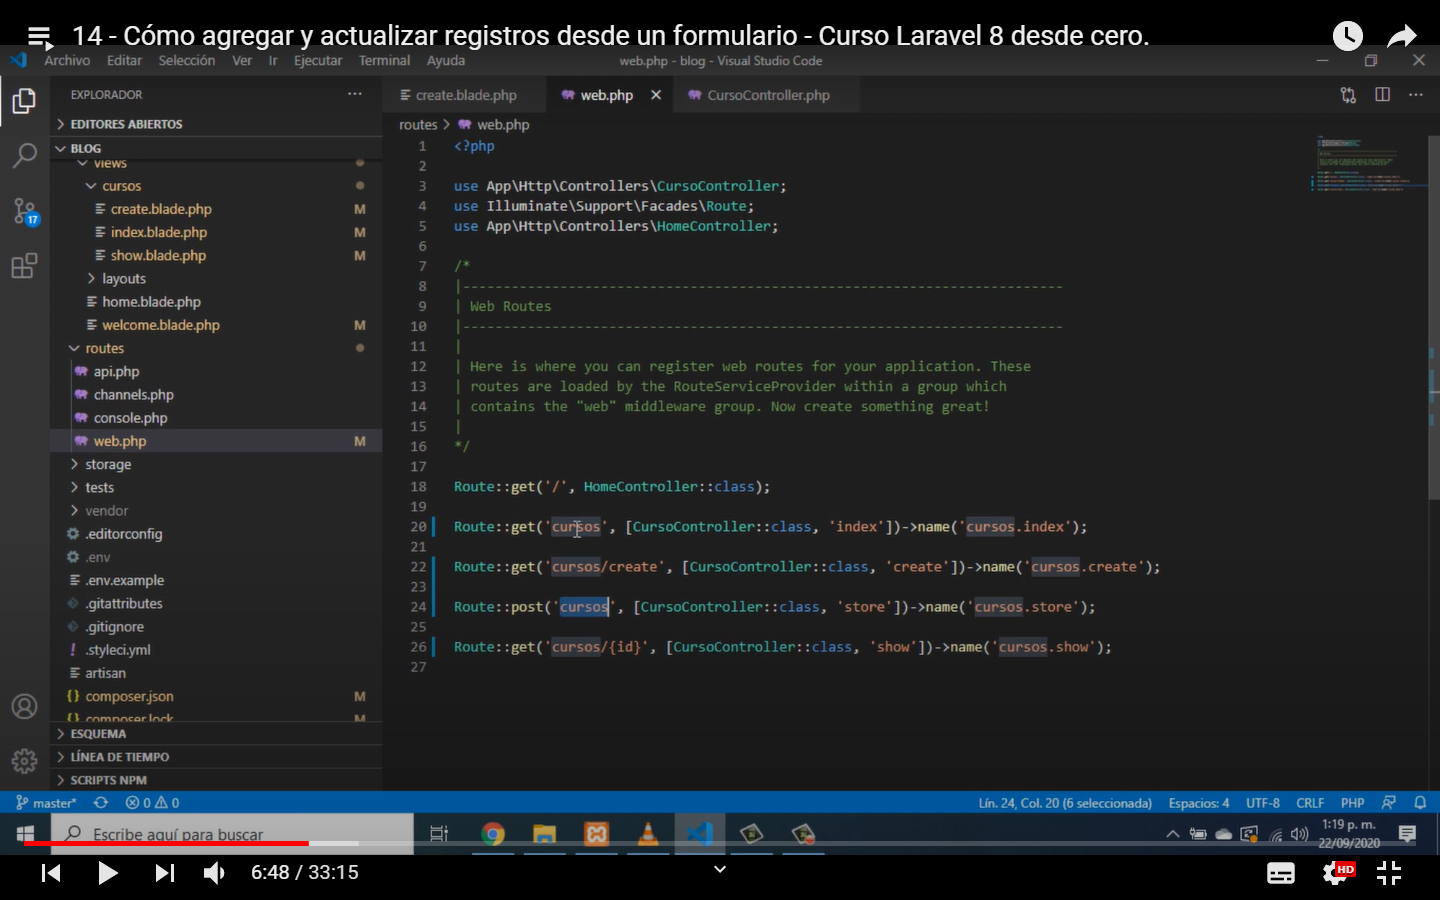 14 - Cómo agregar y actualizar registros desde un formulario - Curso Laravel 8 desde cero.
Archivo Editar Selección Ver Ir Ejecutar Terminal Ayuda
web.php - blog - Visual Studio Code
EXPLORADOR
create.blade.php web.php CursoController.php
EDITORES ABIERTOS
BLOG
views
cursos
create.blade.php M
index.blade.php M
show.blade.php M
layouts
home.blade.php
welcome.blade.php M
routes
api.php
channels.php
console.php
web.php M
storage
tests
vendor
.editorconfig
.env
.env.example
.gitattributes
.gitignore
.styleci.yml
artisan
composer.json M
composer.lock M
ESQUEMA
LÍNEA DE TIEMPO
SCRIPTS NPM
17
routes > web.php
1 <?php
2
3 use App\Http\Controllers\CursoController;
4 use Illuminate\Support\Facades\Route;
5 use App\Http\Controllers\HomeController;
6
7 /*
8 |--------------------------------------------------------------------------
9 | Web Routes
10 |--------------------------------------------------------------------------
11 |
12 | Here is where you can register web routes for your application. These
13 | routes are loaded by the RouteServiceProvider within a group which
14 | contains the "web" middleware group. Now create something great!
15 |
16 */
17
18 Route::get('/', HomeController::class);
19
20 Route::get('cursos', [CursoController::class, 'index'])->name('cursos.index');
21
22 Route::get('cursos/create', [CursoController::class, 'create'])->name('cursos.create');
23
24 Route::post('cursos', [CursoController::class, 'store'])->name('cursos.store');
25
26 Route::get('cursos/{id}', [CursoController::class, 'show'])->name('cursos.show');
27
master* 0 0
Lín. 24, Col. 20 (6 seleccionada) Espacios: 4 UTF-8 CRLF PHP
Escribe aquí para buscar
1:19 p. m.
22/09/2020
6:48 / 33:15
HD